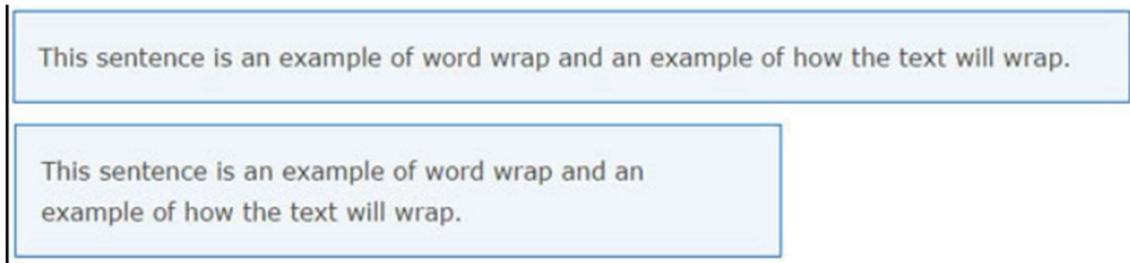 This sentence is an example of word wrap and an example of how the text will wrap.
This sentence is an example of word wrap and an
example of how the text will wrap.